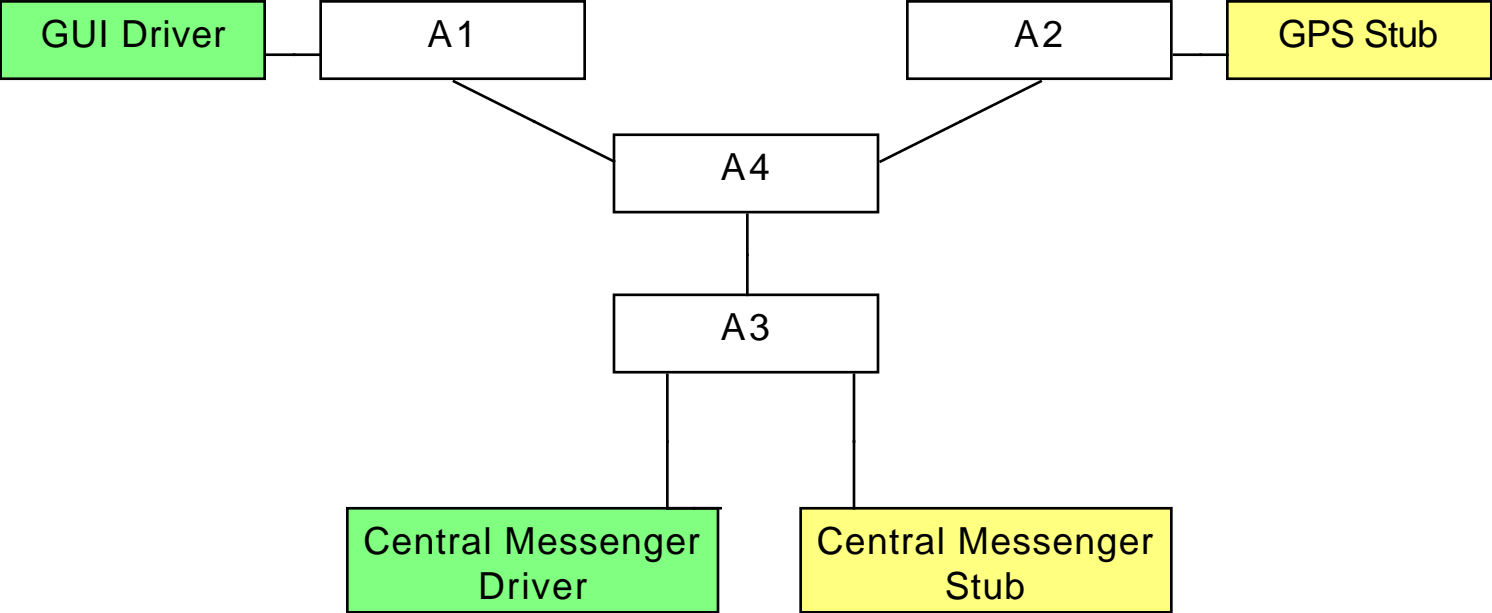 GUI Driver
A1
A2
GPS Stub
A4
A3
Central Messenger
Driver
Central Messenger
Stub